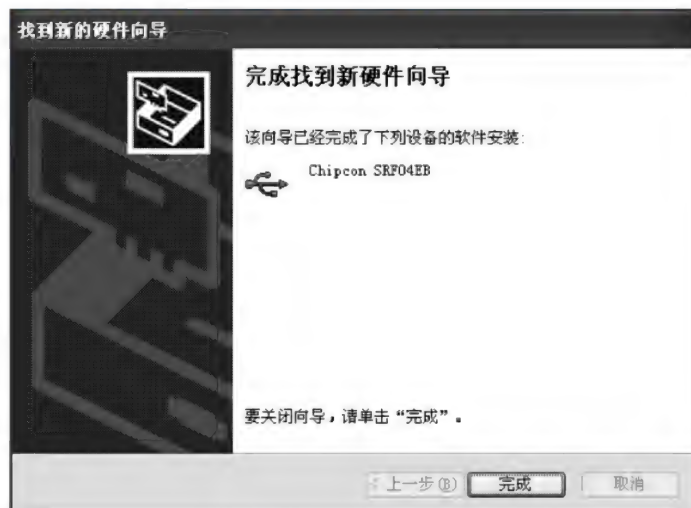 找到新的硬件向导
完成找到新硬件向导
该向导已经完成了下列设备的软件安装:
Chipcon SRF04EB
要关闭向导，请单击“完成”。
< 上一步(B)
完成
取消